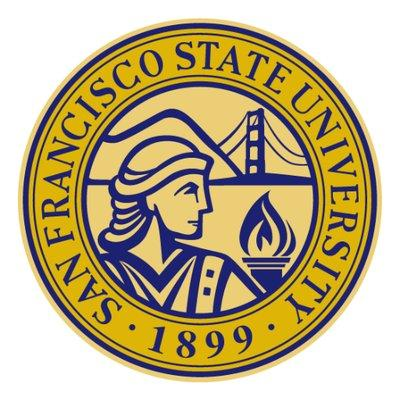 SAN FRANCISCO STATE UNIVERSITY
· 1899 ·